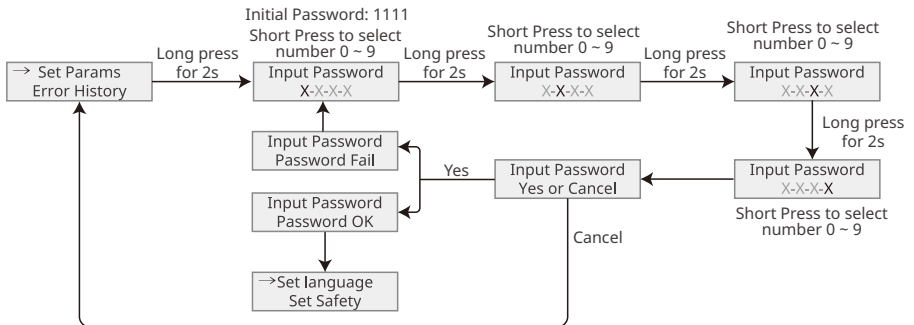 Initial Password: 1111
Short Press to select
number 0 ~ 9
→ Set Params
Error History
Long press
for 2s
Input Password
X-X-X-X
Long press
for 2s
Short Press to select
number 0 ~ 9
Input Password
X-X-X-X
Long press
for 2s
Short Press to select
number 0 ~ 9
Input Password
X-X-X-X
Long press
for 2s
Input Password
X-X-X-X
Short Press to select
number 0 ~ 9
Input Password
Yes or Cancel
Yes
Cancel
Input Password
Password Fail
Input Password
Password OK
→Set language
Set Safety